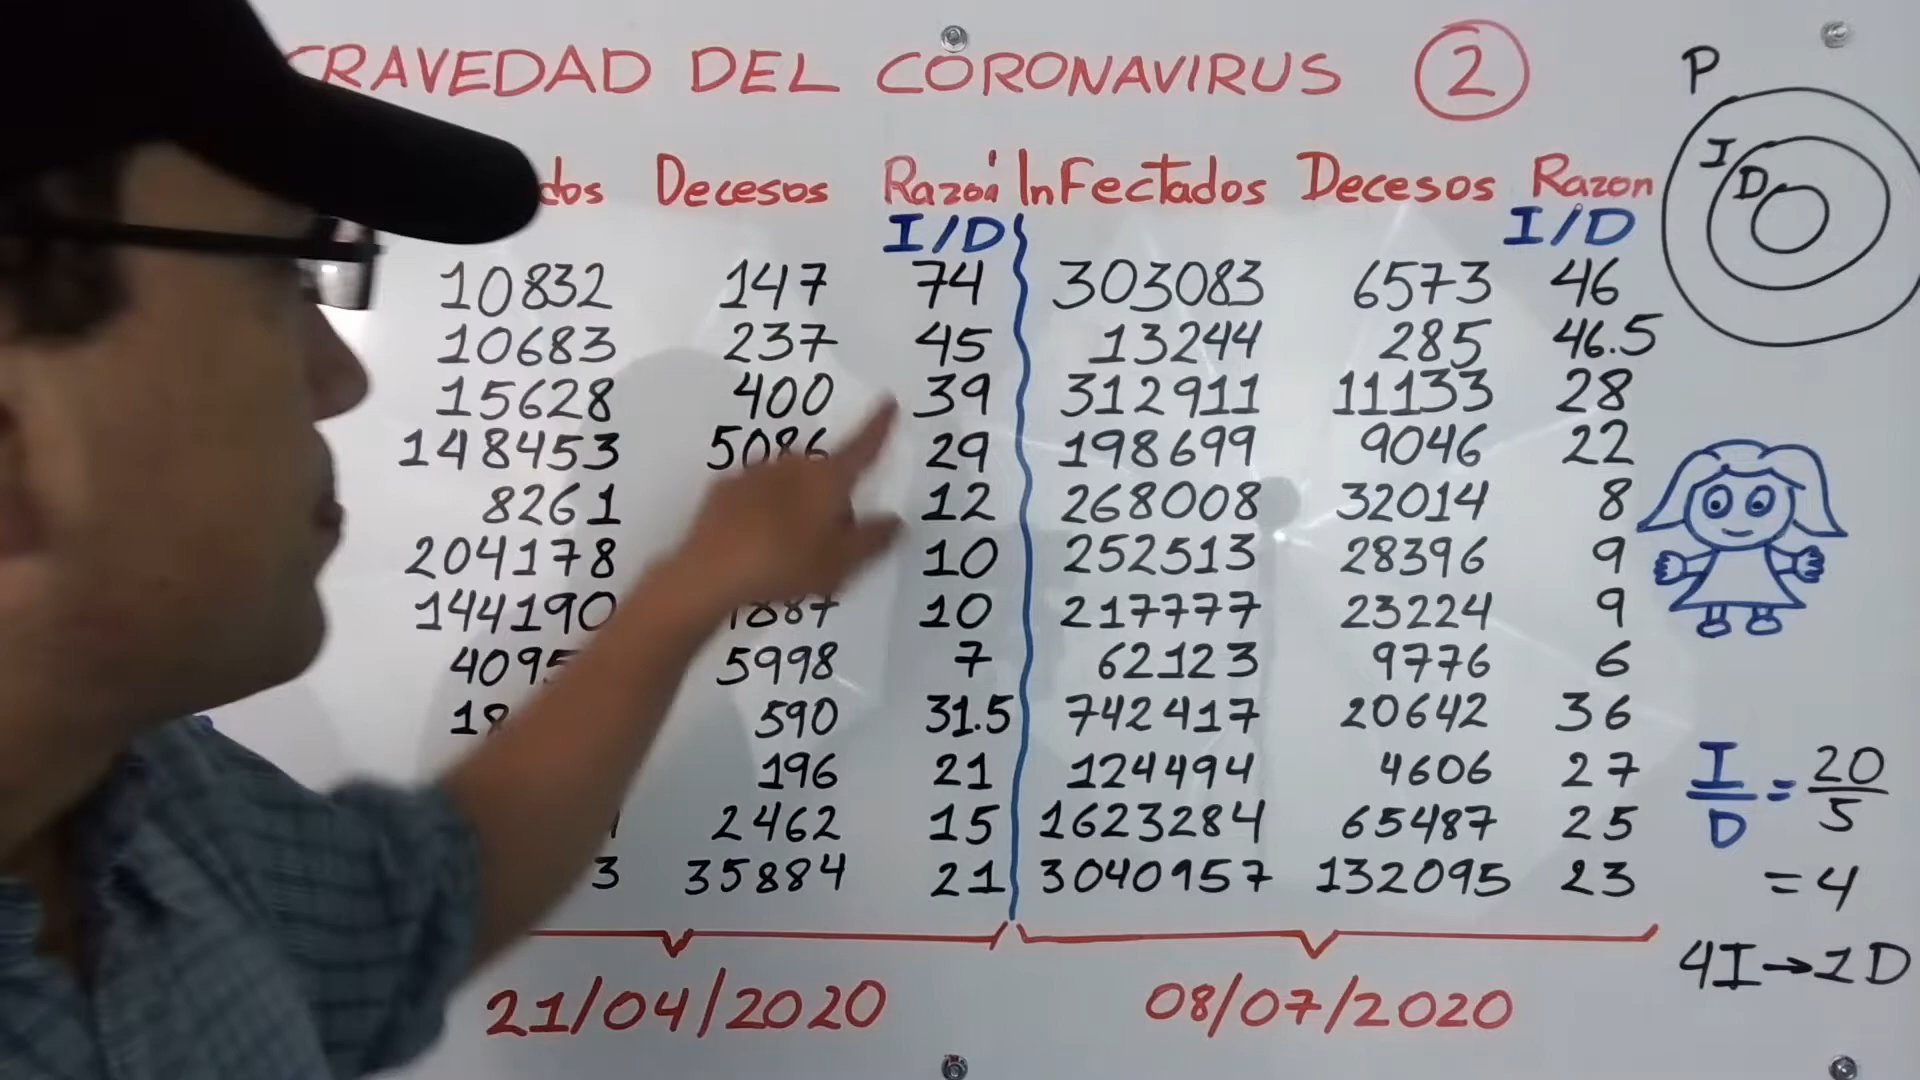 RAVEDAD DEL CORONAVIRUS 2
Decesos Razón Infectados Decesos Razon
I/D I/D
10832 147 74 303083 6573 46
10683 237 45 13244 285 46.5
15628 400 39 312911 11133 28
148453 5086 29 198699 9046 22
8261 12 268008 32014 8
204178 10 252513 28396 9
144190 10 217777 23224 9
5998 7 62123 9776 6
590 31.5 742417 20642 36
196 21 124494 4606 27
2462 15 1623284 65487 25
35884 21 3040957 132095 23
21/04/2020 08/07/2020
P
I
D
I/D = 20/5
= 4
4I→1D